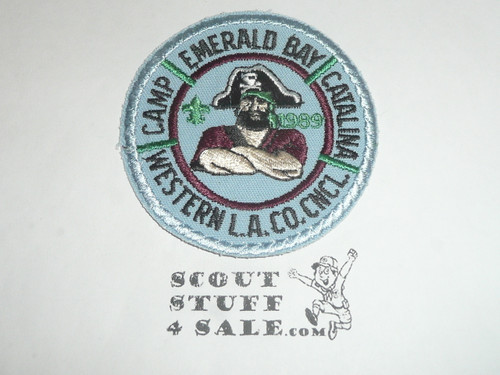 CAMP
EMERALD BAY
CATALINA
1989
WESTERN L.A. CO. CNCL.
SCOUT
STUFF
4 SALE.COM